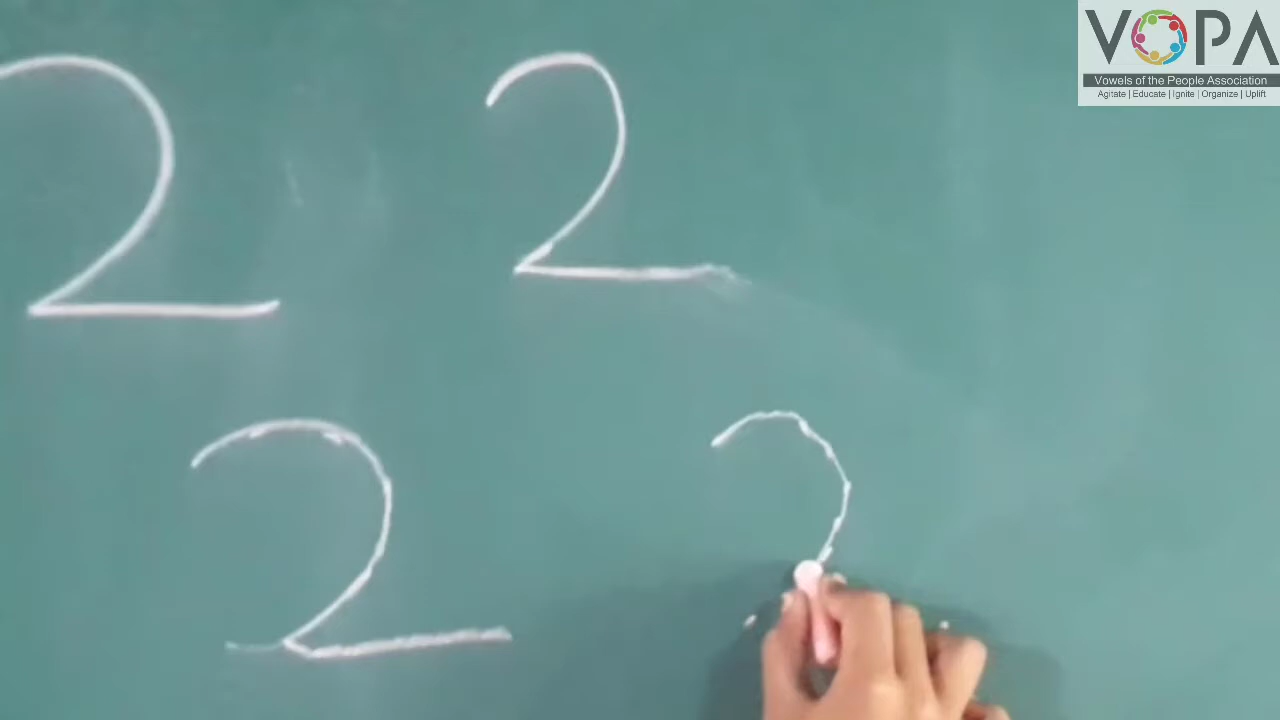 VOPA
Vowels of the People Association
Agitate | Educate | Ignite | Organize | Uplift
2 2
2